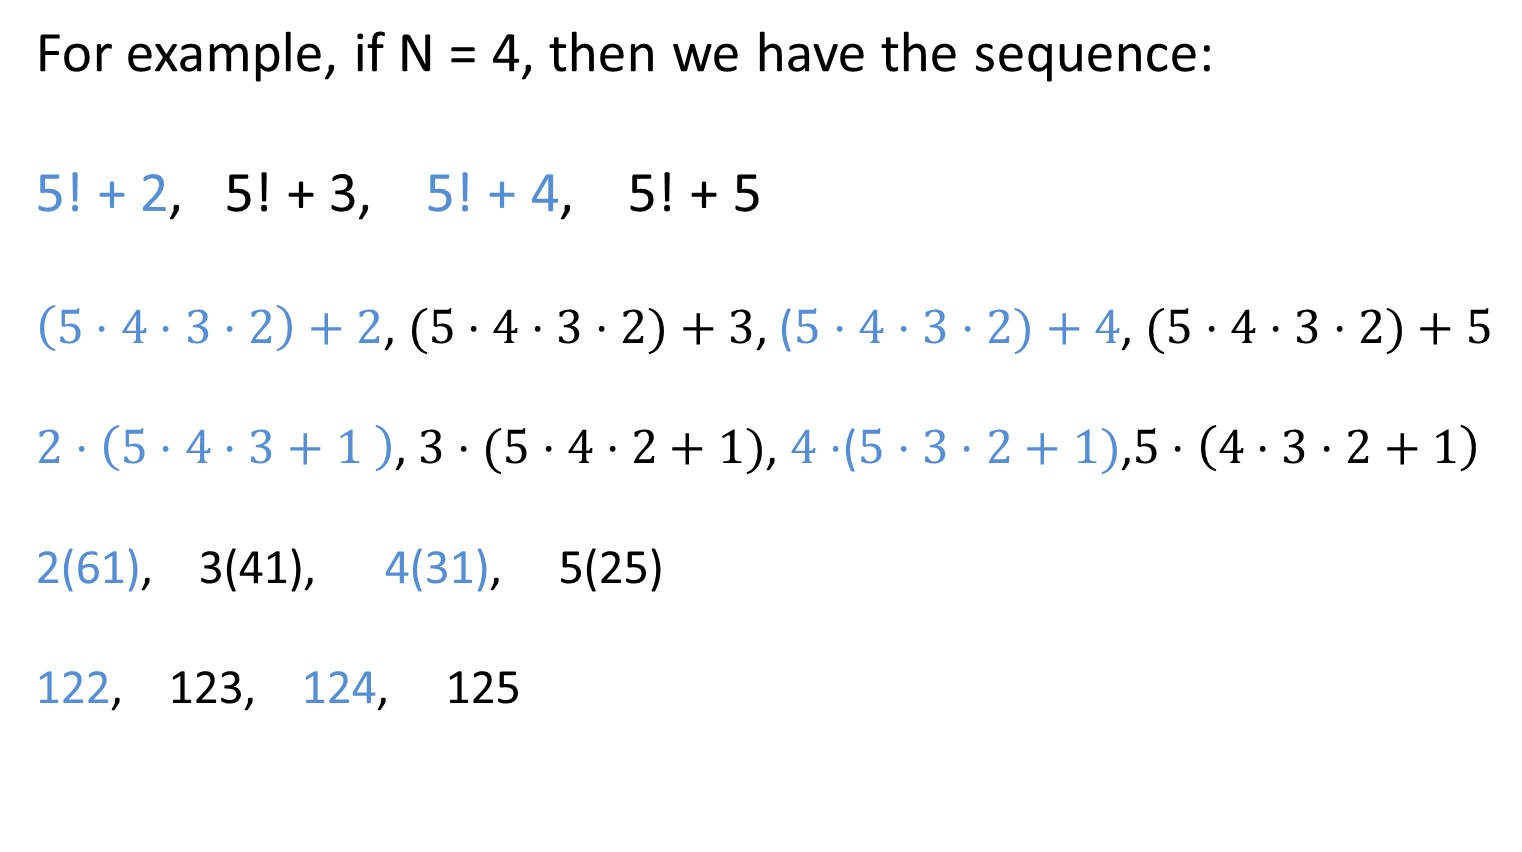 For example, if N = 4, then we have the sequence:
5! + 2, 5! + 3, 5! + 4, 5! + 5
(5 · 4 · 3 · 2) + 2, (5 · 4 · 3 · 2) + 3, (5 · 4 · 3 · 2) + 4, (5 · 4 · 3 · 2) + 5
2 · (5 · 4 · 3 + 1 ), 3 · (5 · 4 · 2 + 1), 4 ·(5 · 3 · 2 + 1),5 · (4 · 3 · 2 + 1)
2(61), 3(41), 4(31), 5(25)
122, 123, 124, 125